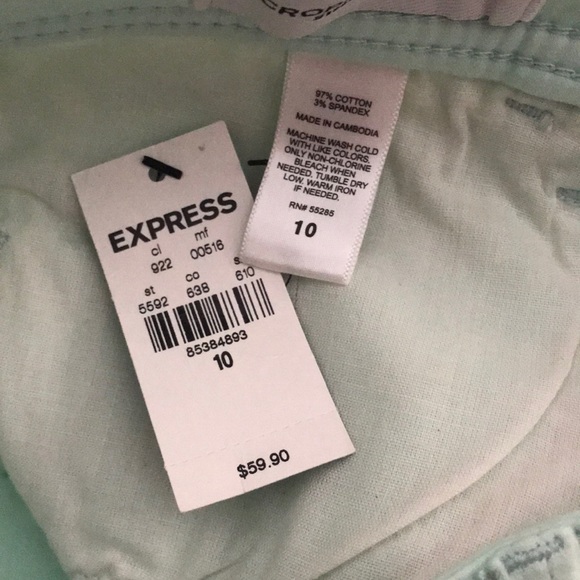 97% COTTON
3% SPANDEX
MADE IN CAMBODIA
MACHINE WASH COLD
WITH LIKE COLORS.
ONLY NON-CHLORINE
BLEACH WHEN
NEEDED. TUMBLE DRY
LOW. WARM IRON
IF NEEDED.
RN# 55285
10
EXPRESS
cl mf
922 00516
st co s
5592 638 610
85384893
10
$59.90